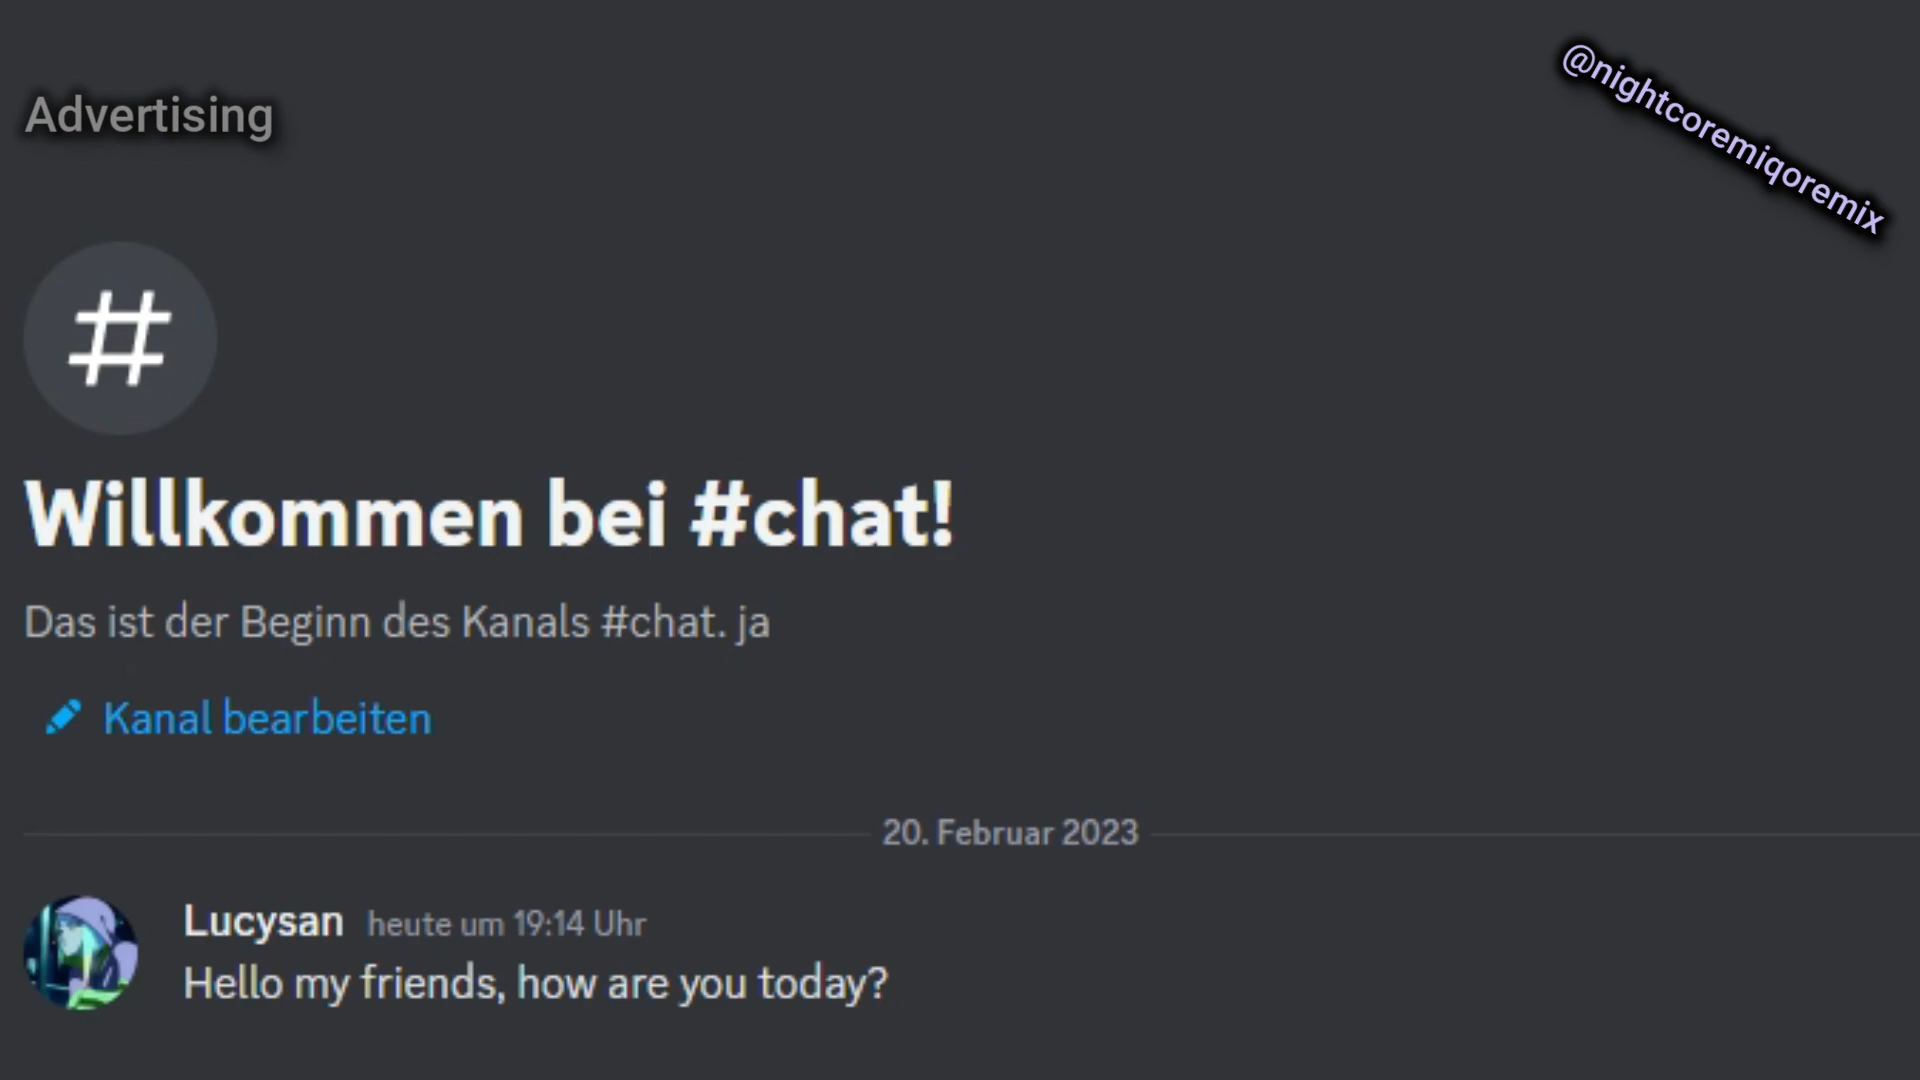 Advertising
@nightcoremiqoremix
#
Willkommen bei #chat!
Das ist der Beginn des Kanals #chat. ja
Kanal bearbeiten
20. Februar 2023
Lucysan heute um 19:14 Uhr
Hello my friends, how are you today?